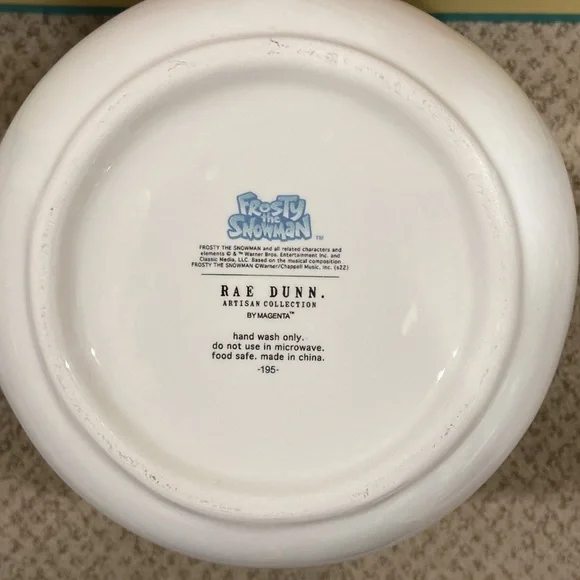 FROSTY
THE
SNOWMAN ™
FROSTY THE SNOWMAN and all related characters and
elements © & ™ Warner Bros. Entertainment Inc. and
Classic Media, LLC. Based on the musical composition
FROSTY THE SNOWMAN ©Warner/Chappell Music, Inc. (s22)
RAE DUNN.
ARTISAN COLLECTION
BY MAGENTA™
hand wash only.
do not use in microwave.
food safe. made in china.
-195-